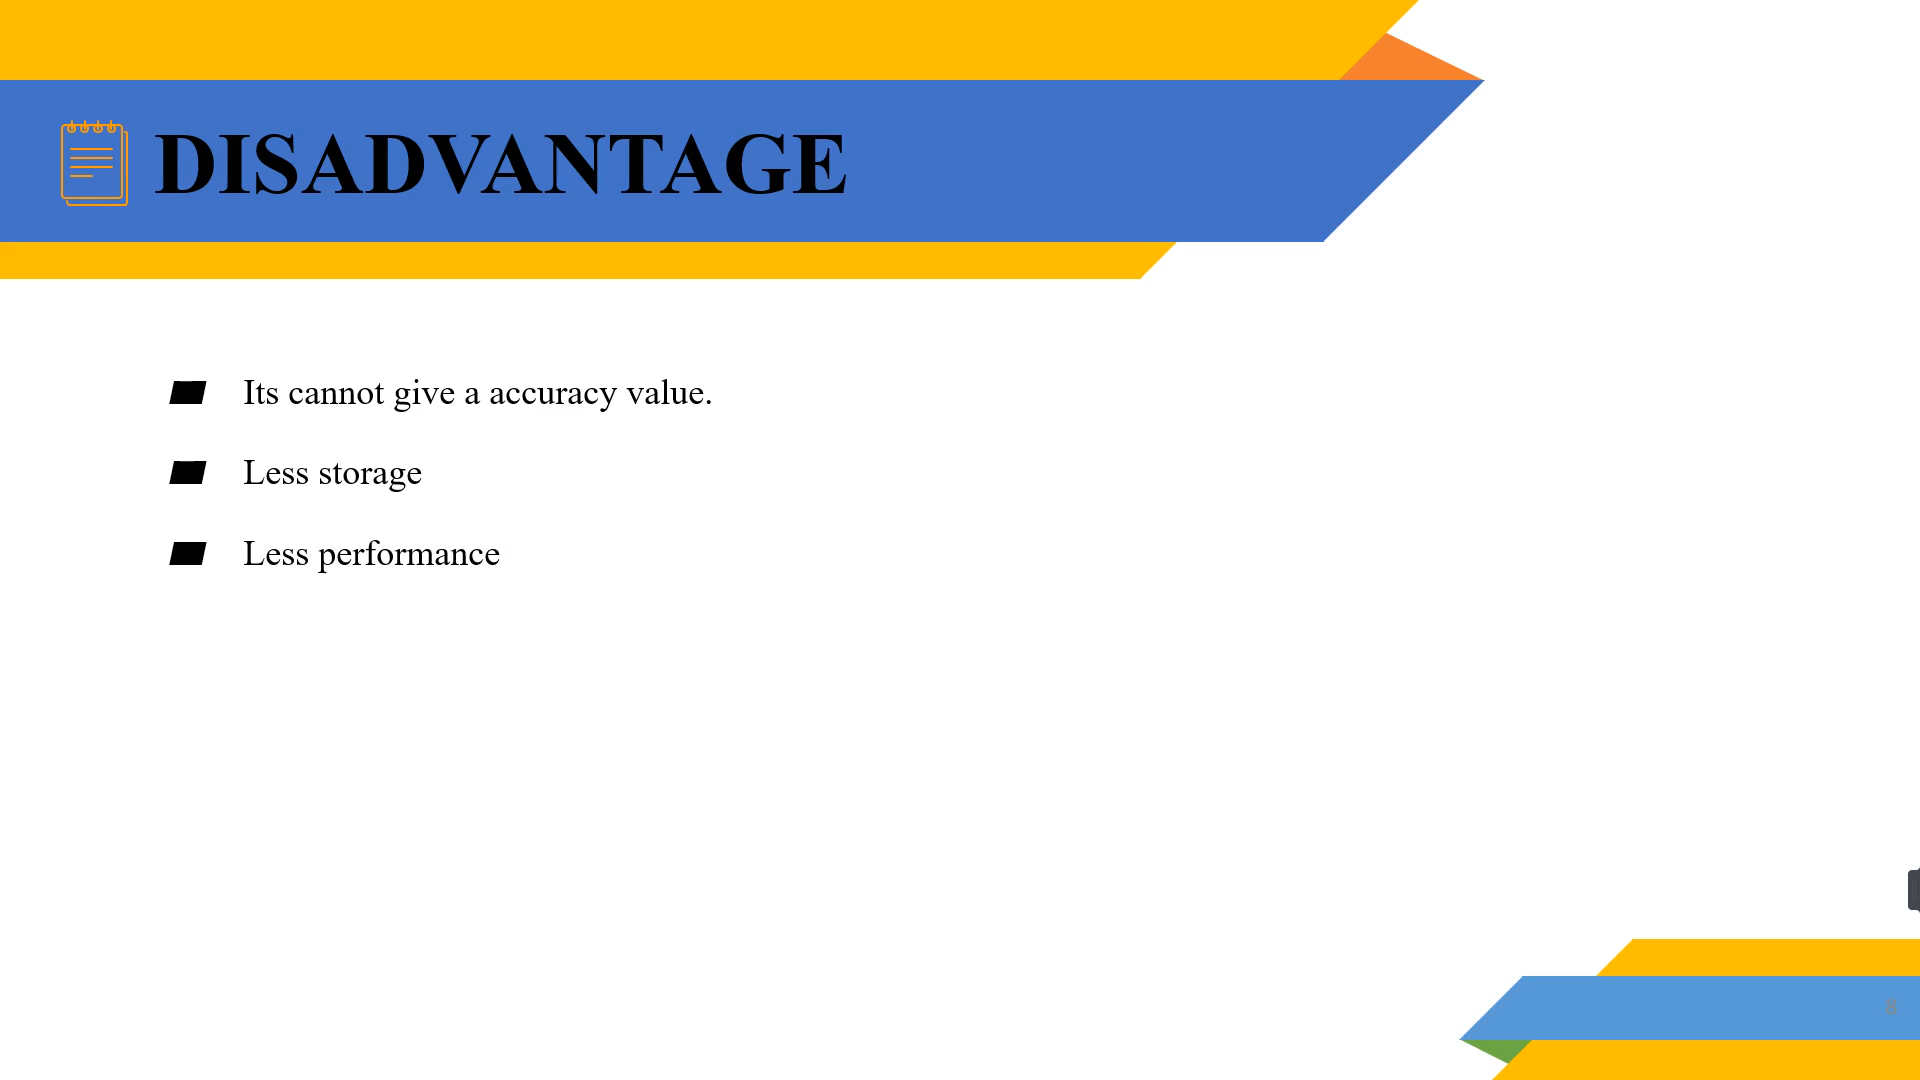 DISADVANTAGE
Its cannot give a accuracy value.
Less storage
Less performance